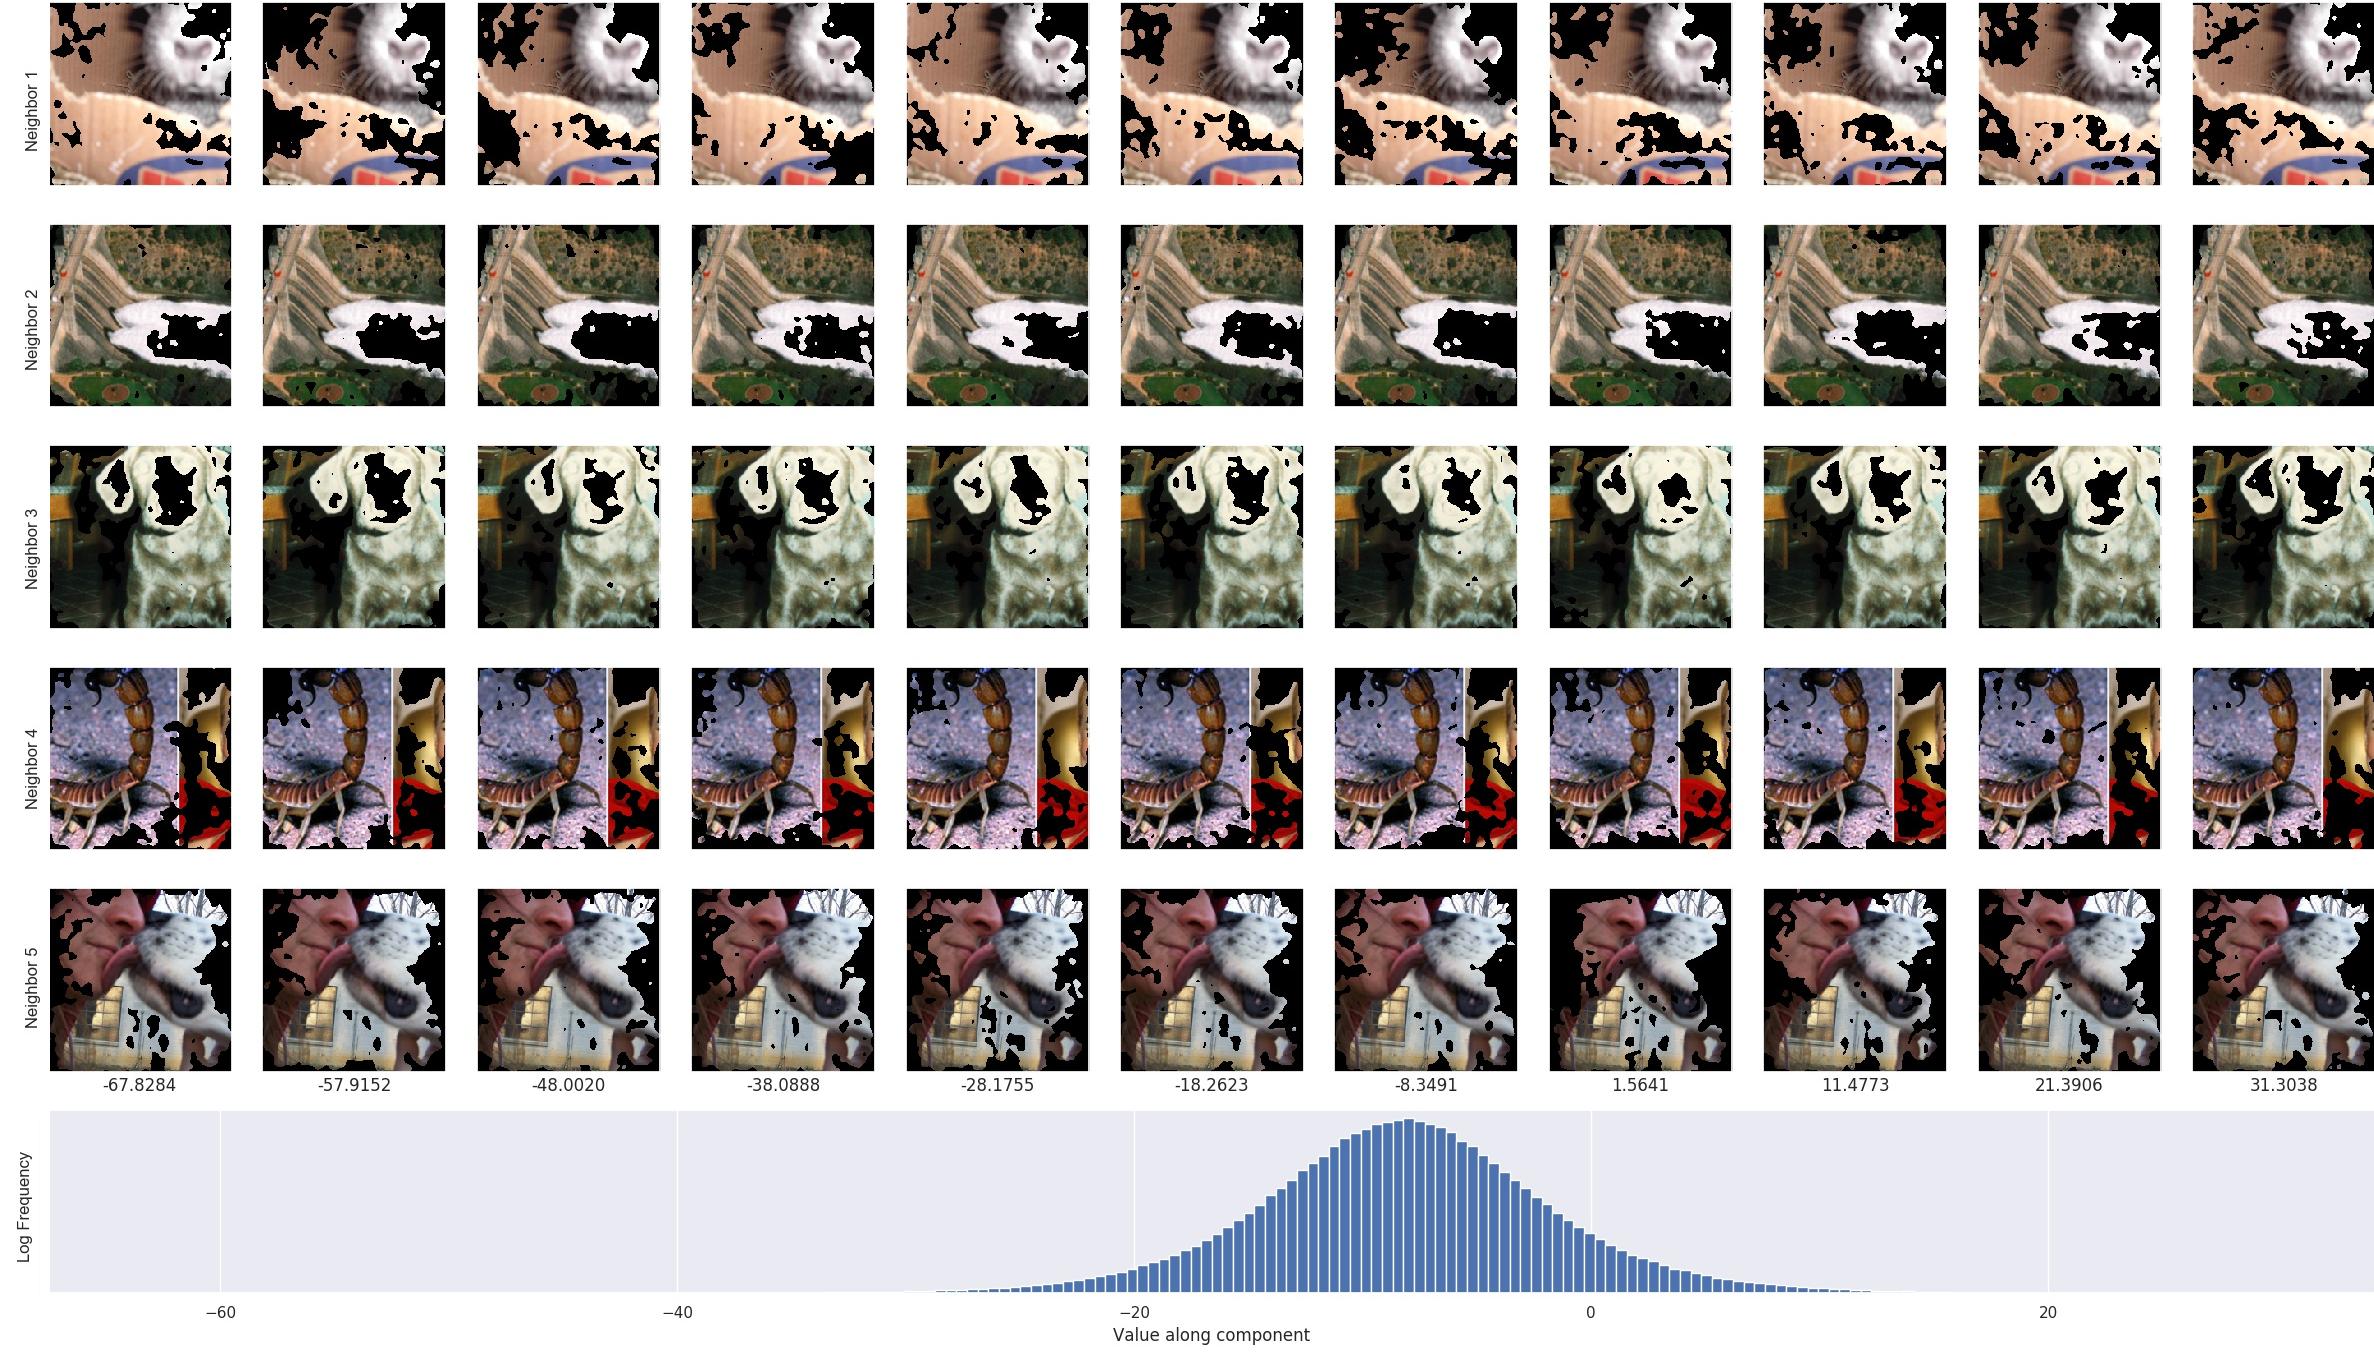 Neighbor 1
Neighbor 2
Neighbor 3
Neighbor 4
Neighbor 5
-67.8284 -57.9152 -48.0020 -38.0888 -28.1755 -18.2623 -8.3491 1.5641 11.4773 21.3906 31.3038
Log Frequency
−60 −40 −20 0 20
Value along component